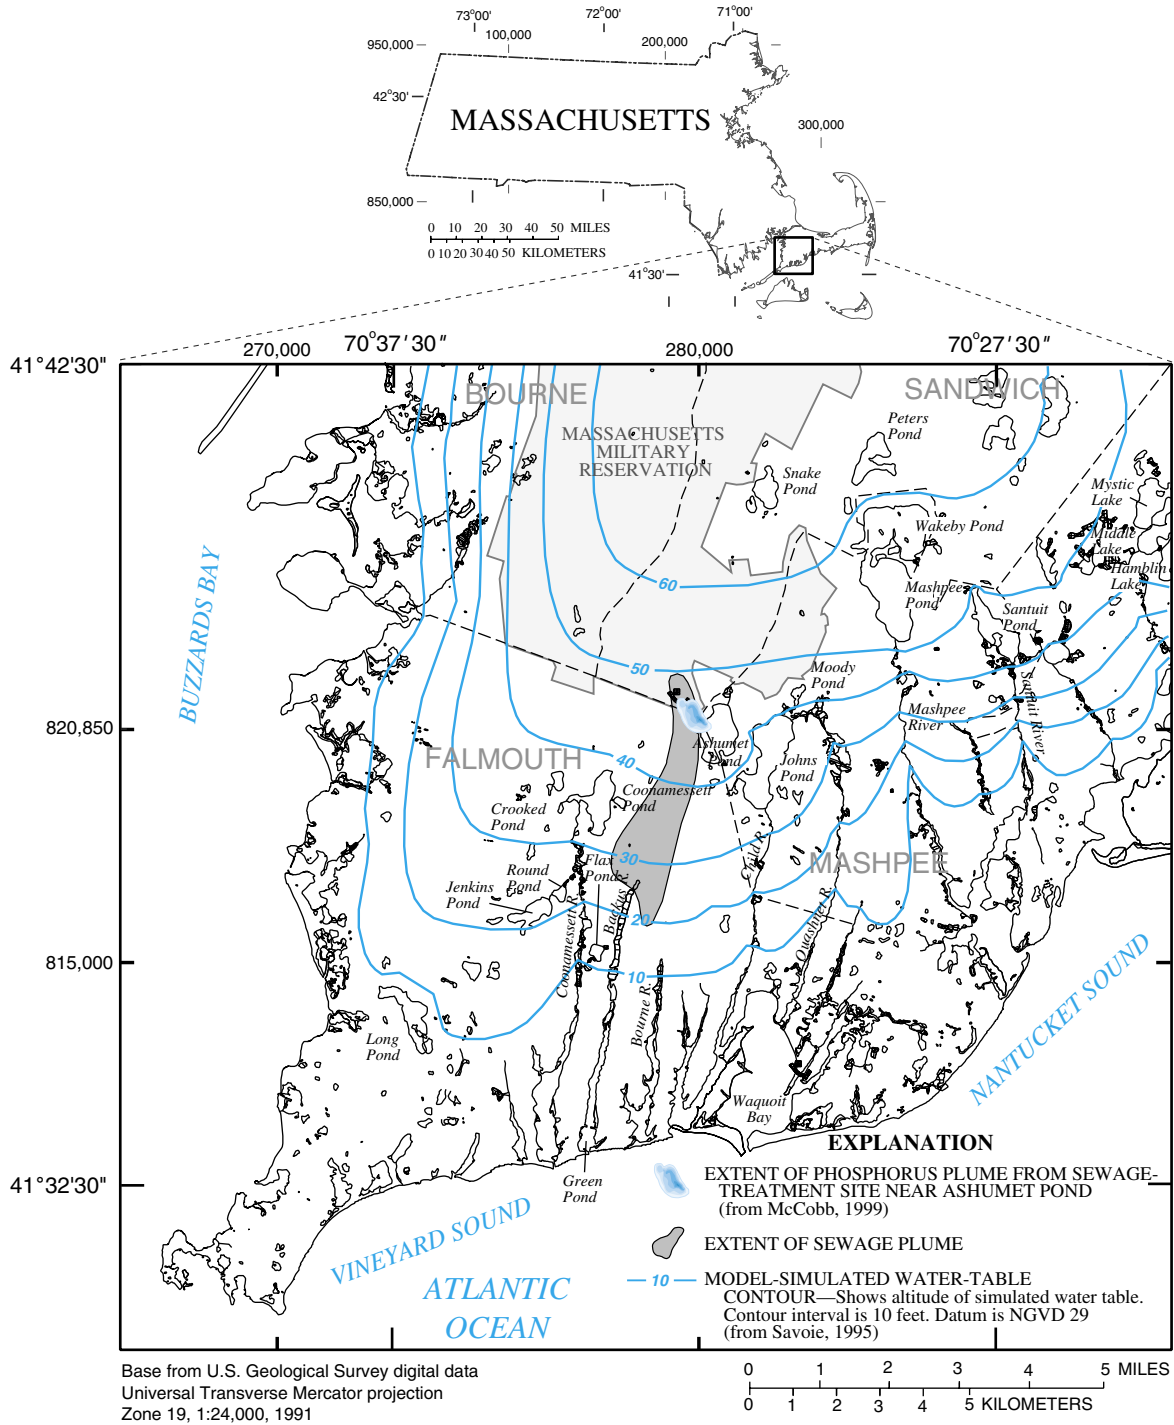 73°00'
72°00'
71°00'
100,000
200,000
950,000
42°30'
MASSACHUSETTS
300,000
850,000
0 10 20 30 40 50 MILES
0 10 20 30 40 50 KILOMETERS
41°30'
41°42'30"
270,000
70°37'30"
280,000
70°27'30"
BOURNE
SANDWICH
MASSACHUSETTS
MILITARY
RESERVATION
Peters
Pond
Snake
Pond
Mystic
Lake
Wakeby Pond
Middle
Lake
Hamblin
Lake
60
Mashpee
Pond
Santuit
Pond
BUZZARDS BAY
50
Moody
Pond
Santuit River
Mashpee
River
820,850
Ashumet
Pond
FALMOUTH
40
Johns
Pond
Coonamessett
Pond
Crooked
Pond
30
Child R.
MASHPEE
Flax
Pond
Round
Pond
Jenkins
Pond
Backus R.
20
Coonamessett R.
Quashnet R.
815,000
10
Bourne R.
NANTUCKET SOUND
Long
Pond
Waquoit
Bay
Green
Pond
41°32'30"
VINEYARD SOUND
ATLANTIC
OCEAN
EXPLANATION
EXTENT OF PHOSPHORUS PLUME FROM SEWAGE-
TREATMENT SITE NEAR ASHUMET POND
(from McCobb, 1999)
EXTENT OF SEWAGE PLUME
10 MODEL-SIMULATED WATER-TABLE
CONTOUR—Shows altitude of simulated water table.
Contour interval is 10 feet. Datum is NGVD 29
(from Savoie, 1995)
Base from U.S. Geological Survey digital data
Universal Transverse Mercator projection
Zone 19, 1:24,000, 1991
0 1 2 3 4 5 MILES
0 1 2 3 4 5 KILOMETERS